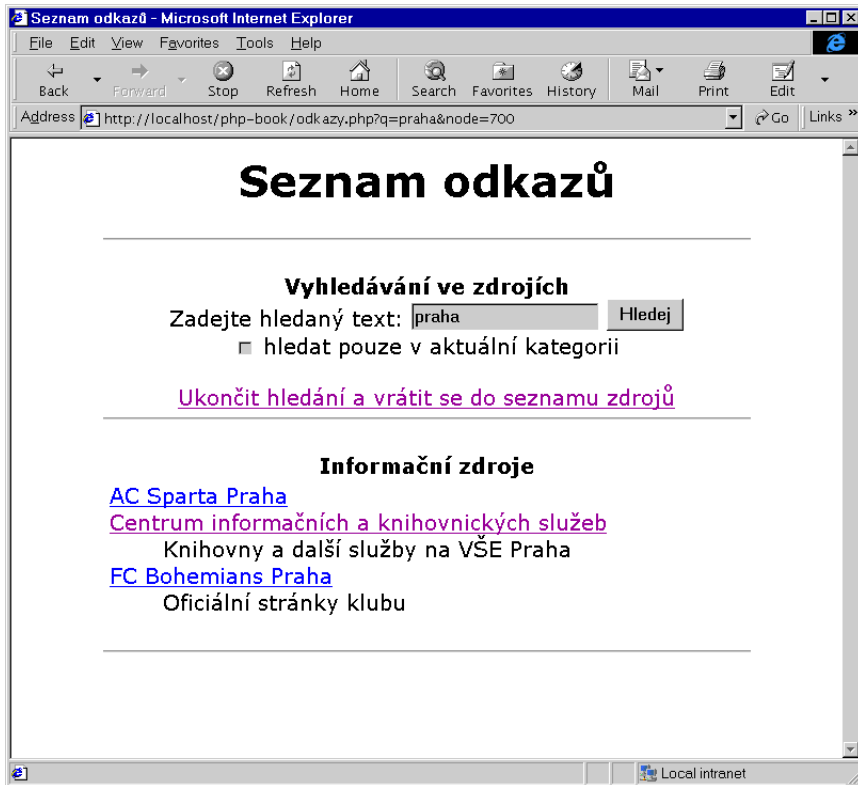 Seznam odkazů - Microsoft Internet Explorer
File Edit View Favorites Tools Help
Back Forward Stop Refresh Home Search Favorites History Mail Print Edit
Address http://localhost/php-book/odkazy.php?q=praha&node=700 Go Links »
Seznam odkazů
Vyhledávání ve zdrojích
Zadejte hledaný text: praha Hledej
hledat pouze v aktuální kategorii
Ukončit hledání a vrátit se do seznamu zdrojů
Informační zdroje
AC Sparta Praha
Centrum informačních a knihovnických služeb
Knihovny a další služby na VŠE Praha
FC Bohemians Praha
Oficiální stránky klubu
Local intranet